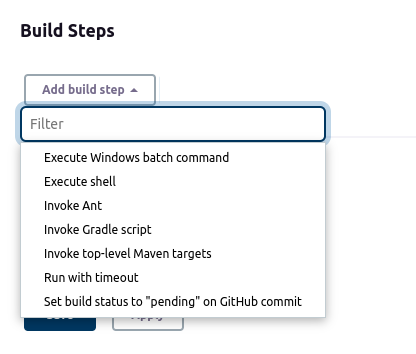 Build Steps
Add build step
Filter
Execute Windows batch command
Execute shell
Invoke Ant
Invoke Gradle script
Invoke top-level Maven targets
Run with timeout
Set build status to "pending" on GitHub commit